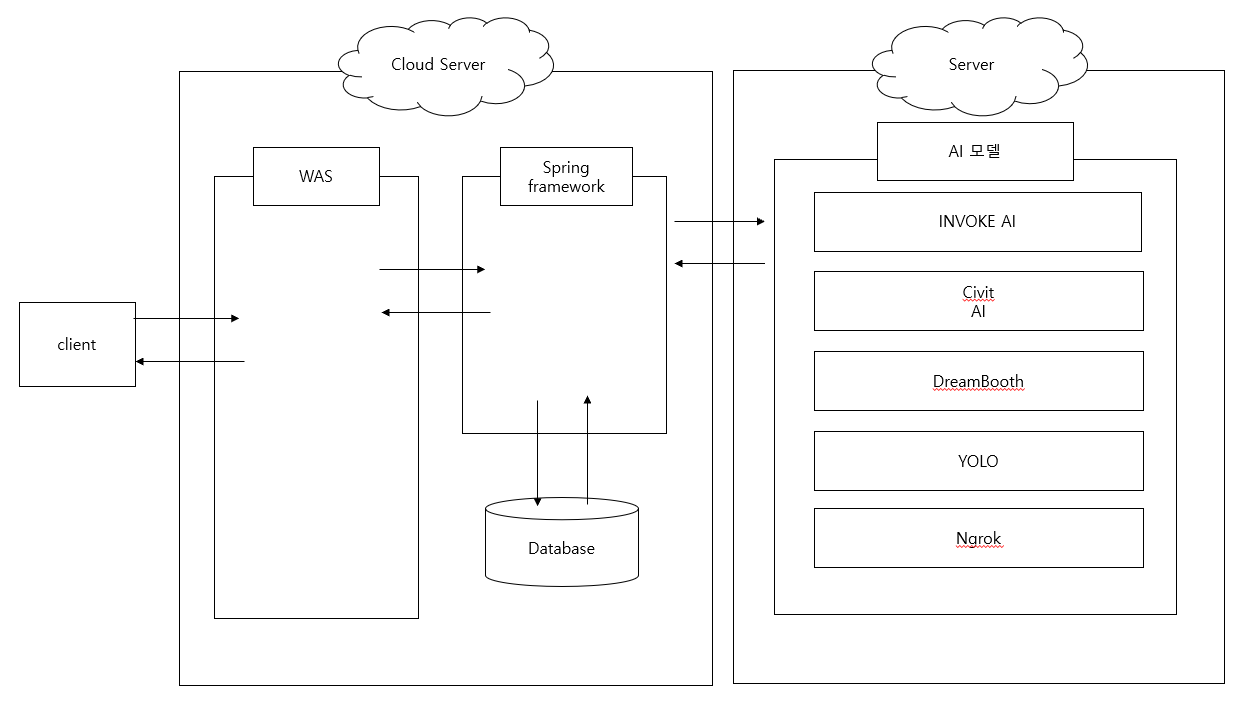 Cloud Server
Server
AI 모델
WAS
Spring
framework
INVOKE AI
Civit
AI
client
DreamBooth
YOLO
Database
Ngrok